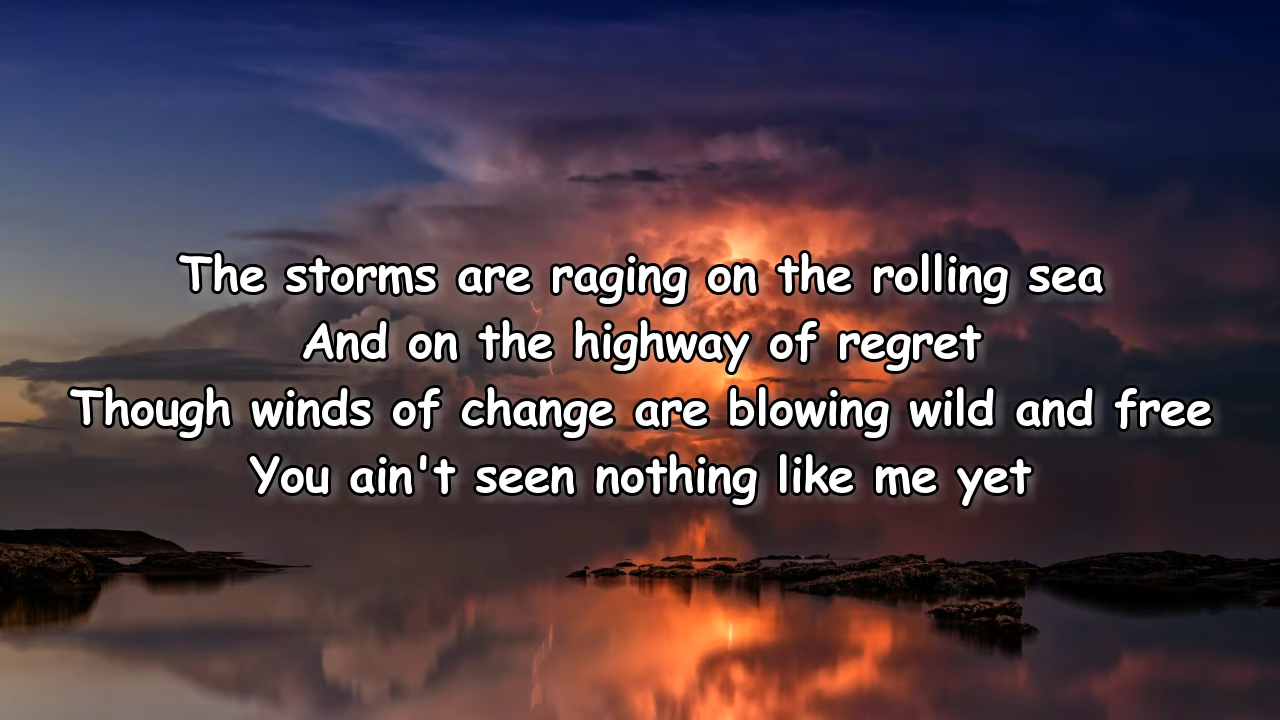 The storms are raging on the rolling sea
And on the highway of regret
Though winds of change are blowing wild and free
You ain't seen nothing like me yet